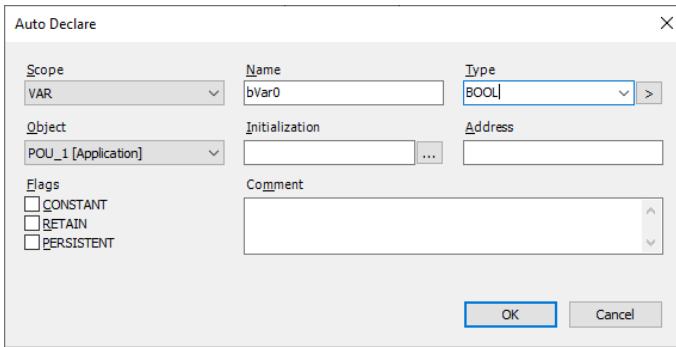 Auto Declare
Scope Name Type
VAR bVar0 BOOL >
Object Initialization Address
POU_1 [Application] ...
Flags Comment
CONSTANT
RETAIN
PERSISTENT
OK Cancel